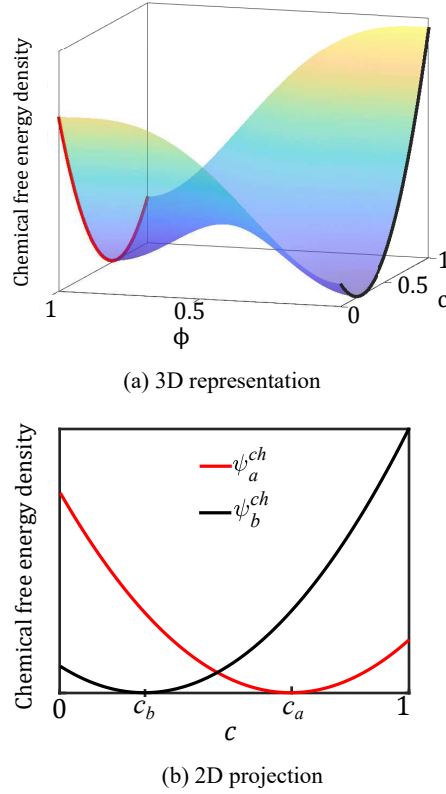 Chemical free energy density
1
0.5
0
ϕ
0
0.5
1
c
(a) 3D representation
Chemical free energy density
ψ_a^{ch}
ψ_b^{ch}
0
c_b
c_a
1
c
(b) 2D projection